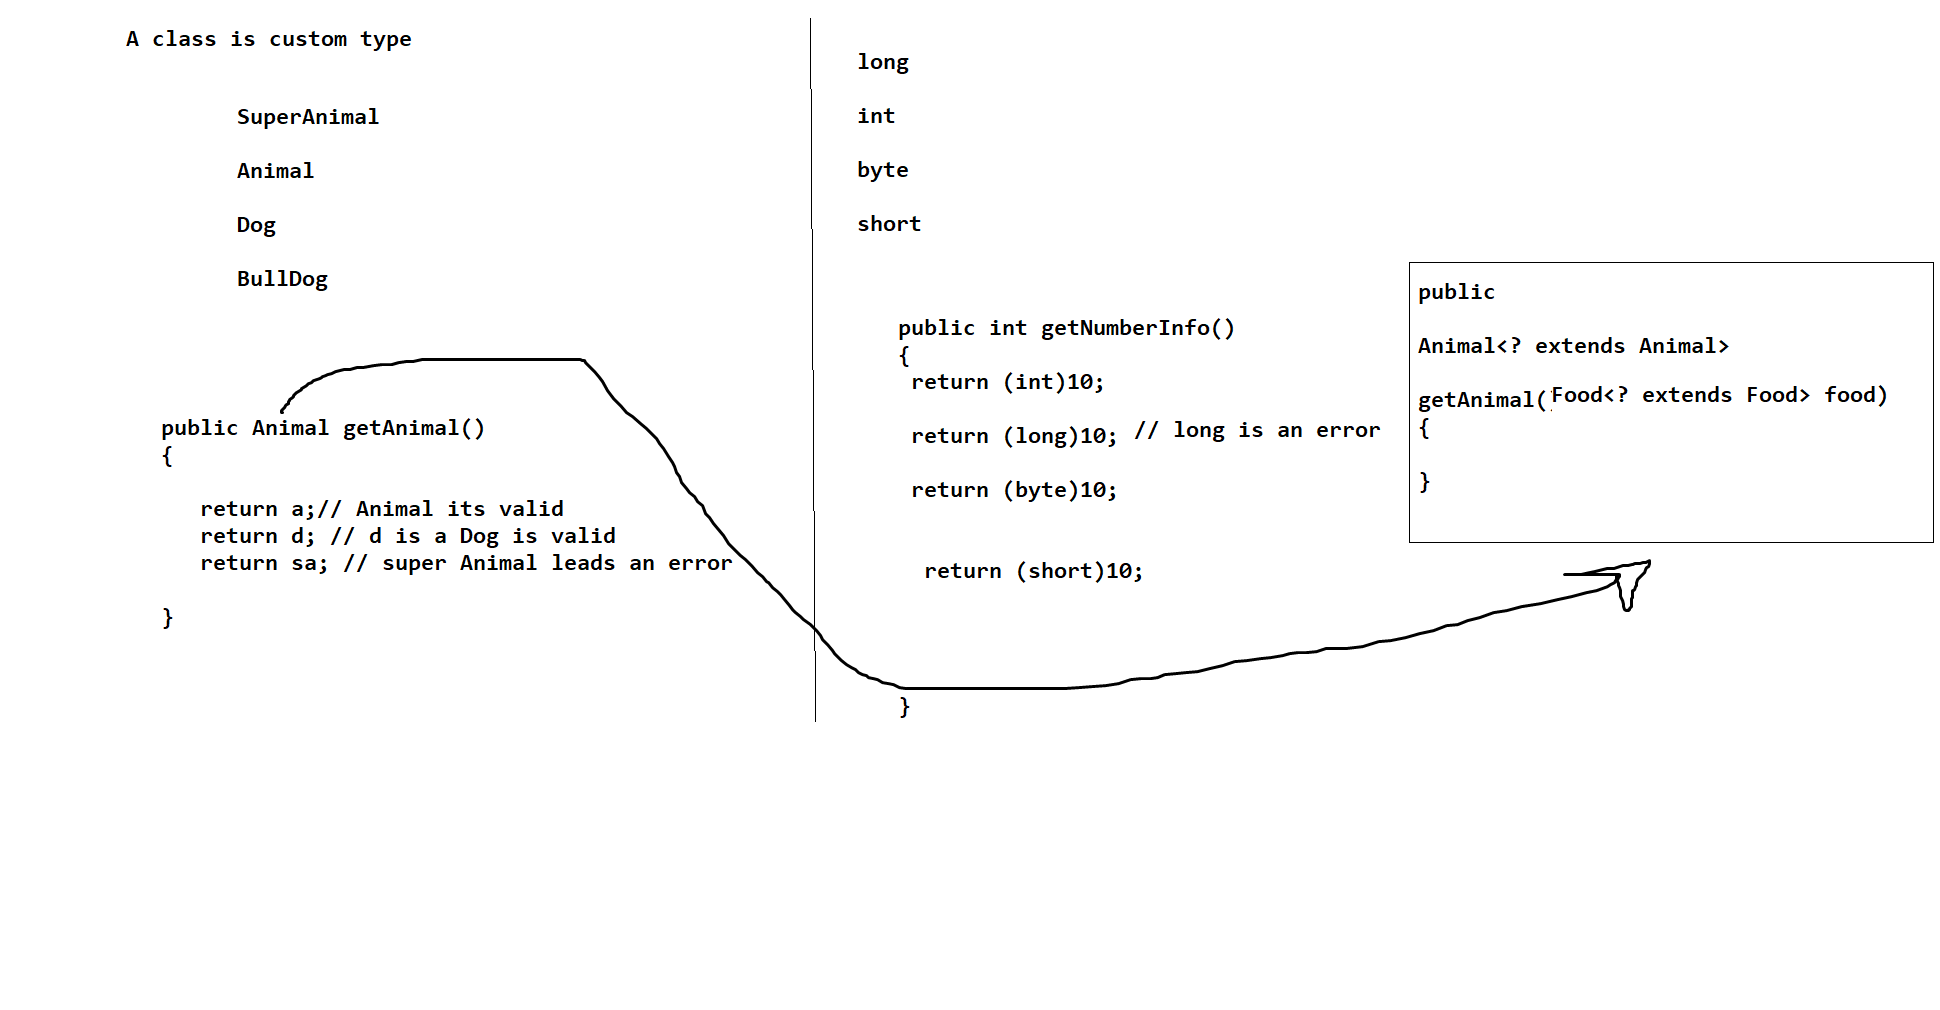 A class is custom type
SuperAnimal
Animal
Dog
BullDog
public Animal getAnimal()
{
return a;// Animal its valid
return d; // d is a Dog is valid
return sa; // super Animal leads an error
}
long
int
byte
short
public int getNumberInfo()
{
return (int)10;
return (long)10; // long is an error
return (byte)10;
return (short)10;
}
public
Animal<? extends Animal>
getAnimal(Food<? extends Food> food)
{
}